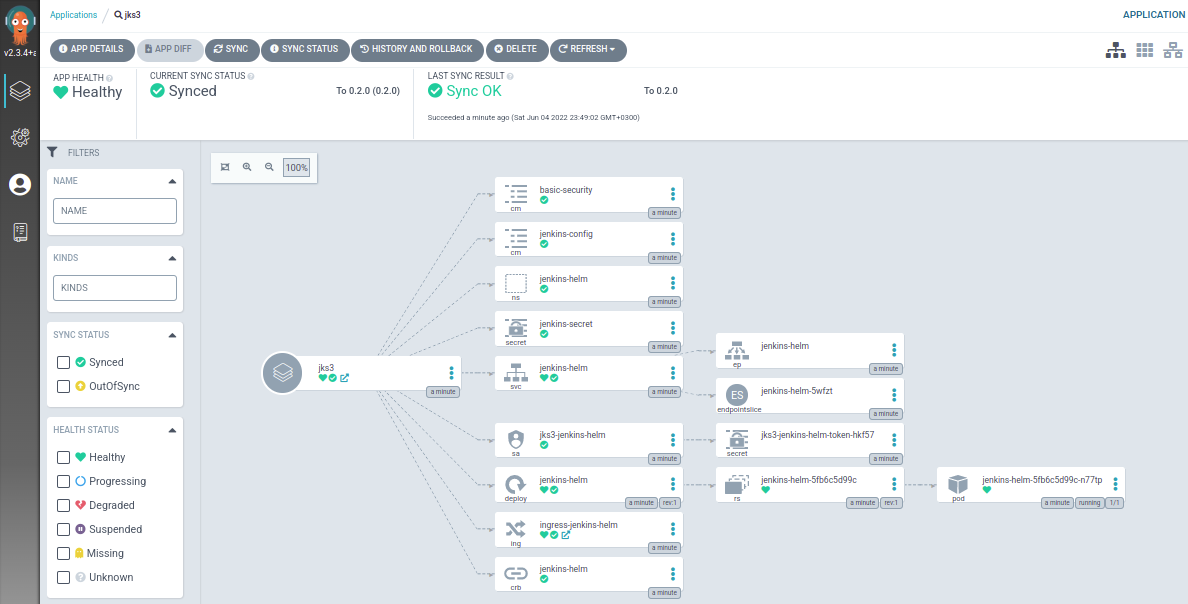 Applications / jks3
APPLICATION
v2.3.4+a
APP DETAILS APP DIFF SYNC SYNC STATUS HISTORY AND ROLLBACK DELETE REFRESH
APP HEALTH
Healthy
CURRENT SYNC STATUS
Synced
To 0.2.0 (0.2.0)
LAST SYNC RESULT
Sync OK
To 0.2.0
Succeeded a minute ago (Sat Jun 04 2022 23:49:02 GMT+0300)
FILTERS
NAME
NAME
KINDS
KINDS
SYNC STATUS
Synced
OutOfSync
HEALTH STATUS
Healthy
Progressing
Degraded
Suspended
Missing
Unknown
100%
jks3
a minute
basic-security
cm
a minute
jenkins-config
cm
a minute
jenkins-helm
ns
a minute
jenkins-secret
secret
a minute
jenkins-helm
svc
a minute
jenkins-helm
ep
a minute
ES
jenkins-helm-5wfzt
endpointslice
a minute
jks3-jenkins-helm
sa
a minute
jks3-jenkins-helm-token-hkf57
secret
a minute
jenkins-helm
deploy
a minute rev:1
jenkins-helm-5fb6c5d99c
rs
a minute rev:1
jenkins-helm-5fb6c5d99c-n77tp
pod
a minute running 1/1
ingress-jenkins-helm
ing
a minute
jenkins-helm
crb
a minute